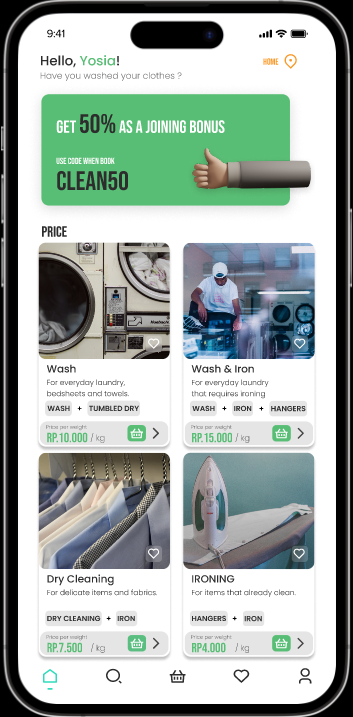 9:41
Hello, Yosia!
HOME
Have you washed your clothes ?
GET 50% AS A JOINING BONUS
USE CODE WHEN BOOK
CLEAN50
PRICE
Wash
For everyday laundry,
bedsheets and towels.
WASH + TUMBLED DRY
Price per weight
RP.10.000 / kg
Wash & Iron
For everyday laundry
that requires ironing
WASH + IRON + HANGERS
Price per weight
RP.15.000 / kg
Dry Cleaning
For delicate items and fabrics.
DRY CLEANING + IRON
Price per weight
RP.7.500 / kg
IRONING
For items that already clean.
HANGERS + IRON
Price per weight
RP4.000 / kg